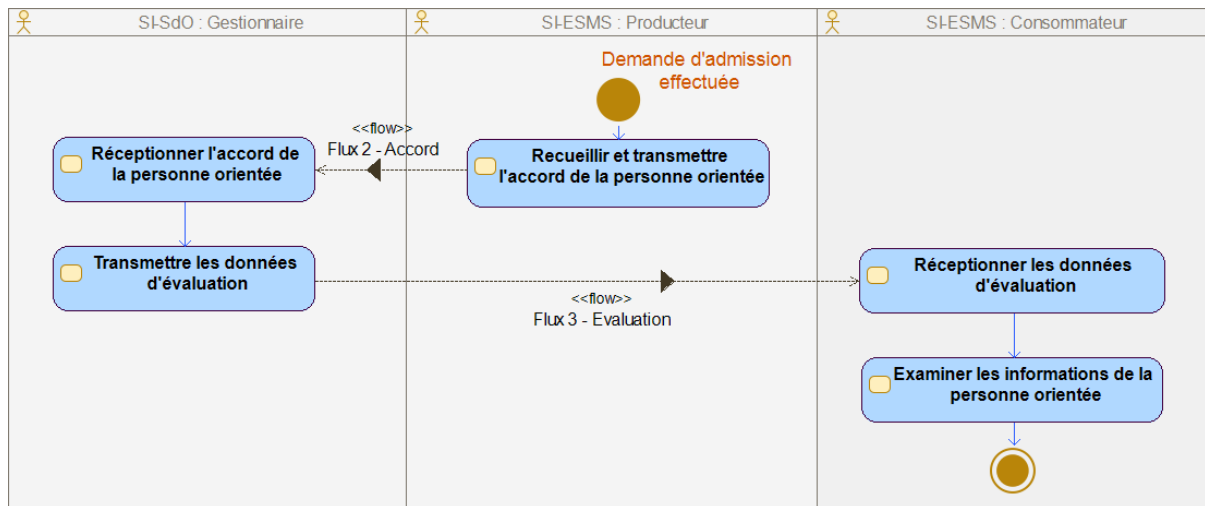 SI-SdO : Gestionnaire
SI-ESMS : Producteur
SI-ESMS : Consommateur
Demande d'admission
effectuée
<<flow>>
Flux 2 - Accord
Réceptionner l'accord de
la personne orientée
Recueillir et transmettre
l'accord de la personne orientée
Transmettre les données
d'évaluation
<<flow>>
Flux 3 - Evaluation
Réceptionner les données
d'évaluation
Examiner les informations de la
personne orientée